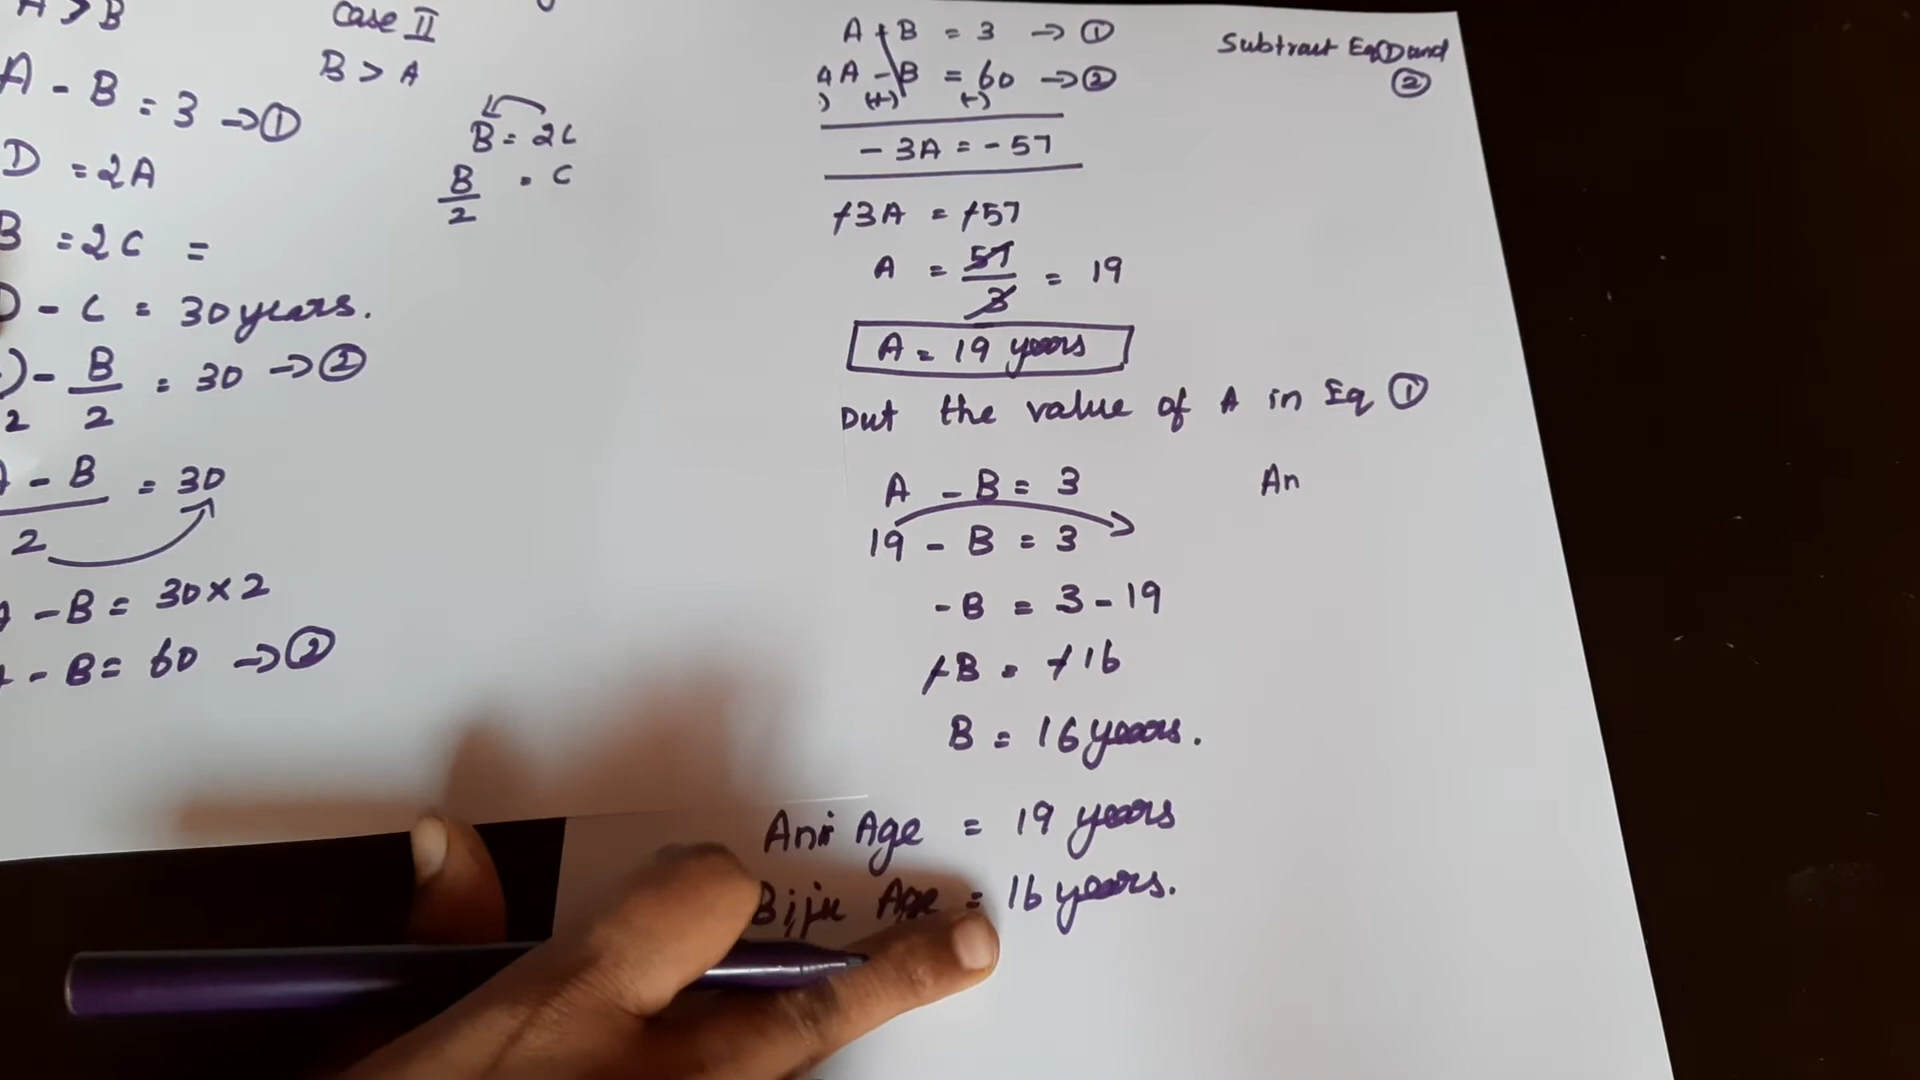 A > B
A - B = 3 → ①
D = 2A
B = 2C =
D - C = 30 years.
) - B/2 = 30 → ②
2
A - B = 30
2
A - B = 30 × 2
- B = 60 → ②
Case II
B > A
B = 2C
B/2 = C
A + B = 3 → ①
4A - B = 60 → ②
) (+) (-)
- 3A = - 57
-3A = -57
A = 57/3 = 19
A = 19 years
Put the value of A in Eq ①
A - B = 3
19 - B = 3
- B = 3 - 19
-B = -16
B = 16 years.
Ani Age = 19 years
Biju Age = 16 years.
Subtract Eq ① and
②
An